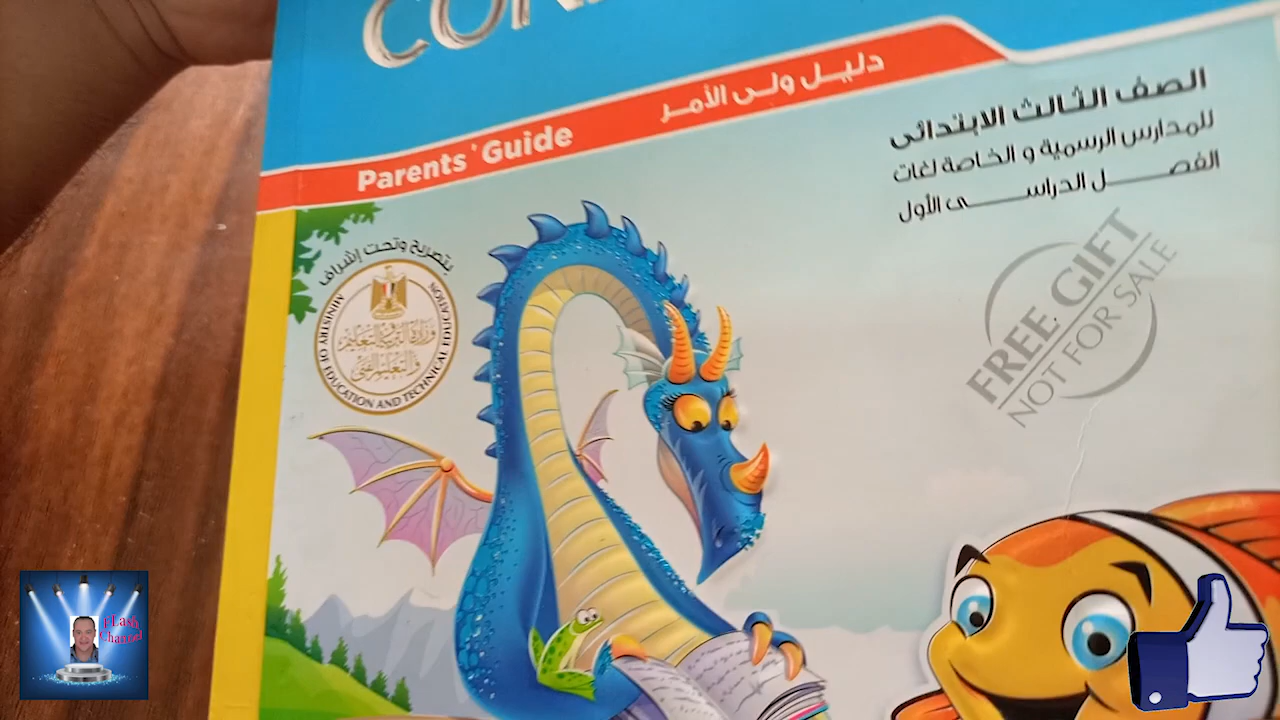 Parents' Guide
دليل ولى الأمر
الصف الثالث الابتدائى
للمدارس الرسمية و الخاصة لغات
الفصل الدراسى الأول
بتصريح وتحت إشراف
وزارة التربية والتعليم
والتعليم الفنى
MINISTRY OF EDUCATION AND TECHNICAL EDUCATION
FREE GIFT
NOT FOR SALE
FLash
Channel